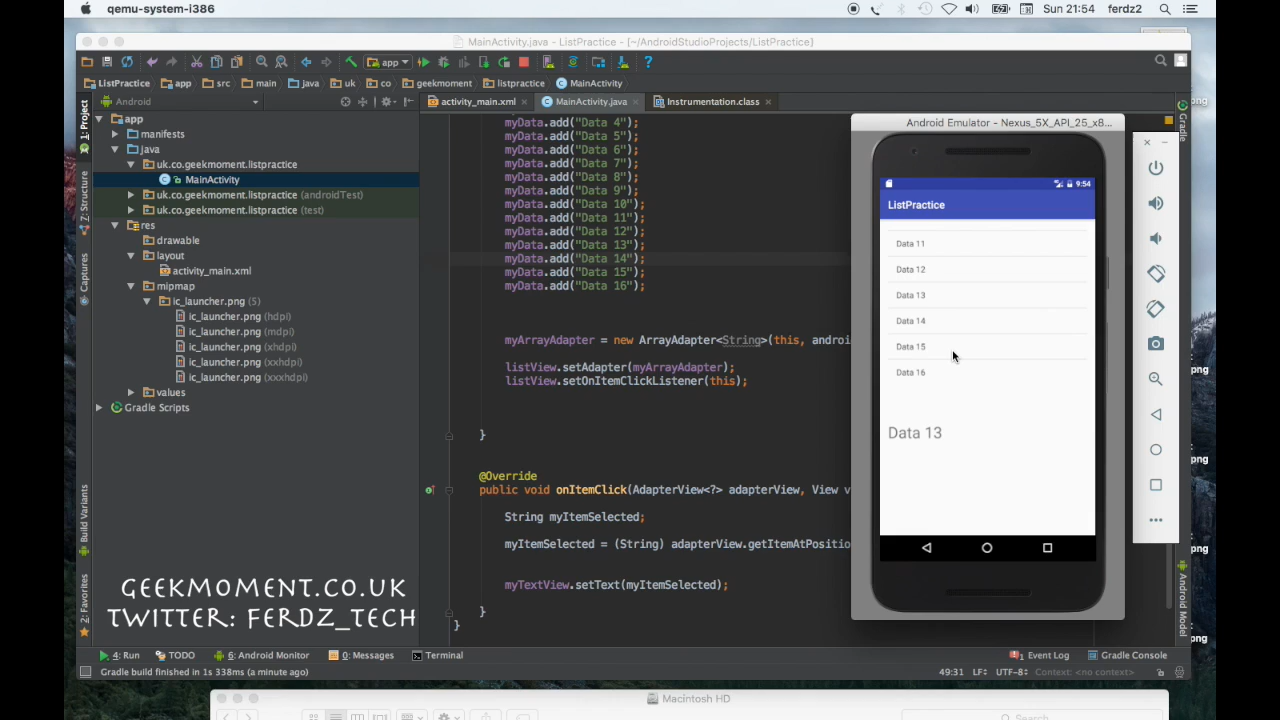 qemu-system-i386
Sun 21:54
ferdz2
MainActivity.java - ListPractice - [~/AndroidStudioProjects/ListPractice]
app
ListPractice
app
src
main
java
uk
co
geekmoment
listpractice
MainActivity
Android
activity_main.xml
MainActivity.java
Instrumentation.class
1: Project
7: Structure
Captures
Build Variants
2: Favorites
app
manifests
java
uk.co.geekmoment.listpractice
MainActivity
uk.co.geekmoment.listpractice (androidTest)
uk.co.geekmoment.listpractice (test)
res
drawable
layout
activity_main.xml
mipmap
ic_launcher.png (5)
ic_launcher.png (hdpi)
ic_launcher.png (mdpi)
ic_launcher.png (xhdpi)
ic_launcher.png (xxhdpi)
ic_launcher.png (xxxhdpi)
values
Gradle Scripts
myData.add("Data 4");
myData.add("Data 5");
myData.add("Data 6");
myData.add("Data 7");
myData.add("Data 8");
myData.add("Data 9");
myData.add("Data 10");
myData.add("Data 11");
myData.add("Data 12");
myData.add("Data 13");
myData.add("Data 14");
myData.add("Data 15");
myData.add("Data 16");
myArrayAdapter = new ArrayAdapter<String>(this, android
listView.setAdapter(myArrayAdapter);
listView.setOnItemClickListener(this);
}
@Override
public void onItemClick(AdapterView<?> adapterView, View v
String myItemSelected;
myItemSelected = (String) adapterView.getItemAtPositio
myTextView.setText(myItemSelected);
}
}
Android Emulator - Nexus_5X_API_25_x8...
9:54
ListPractice
Data 11
Data 12
Data 13
Data 14
Data 15
Data 16
Data 13
Gradle
Android Model
png
png
png
png
png
png
png
GEEKMOMENT.CO.UK
TWITTER: FERDZ_TECH
4: Run
TODO
6: Android Monitor
0: Messages
Terminal
1 Event Log
Gradle Console
Gradle build finished in 1s 338ms (a minute ago)
49:31
LF÷
UTF-8÷
Context: <no context>
Macintosh HD
Search